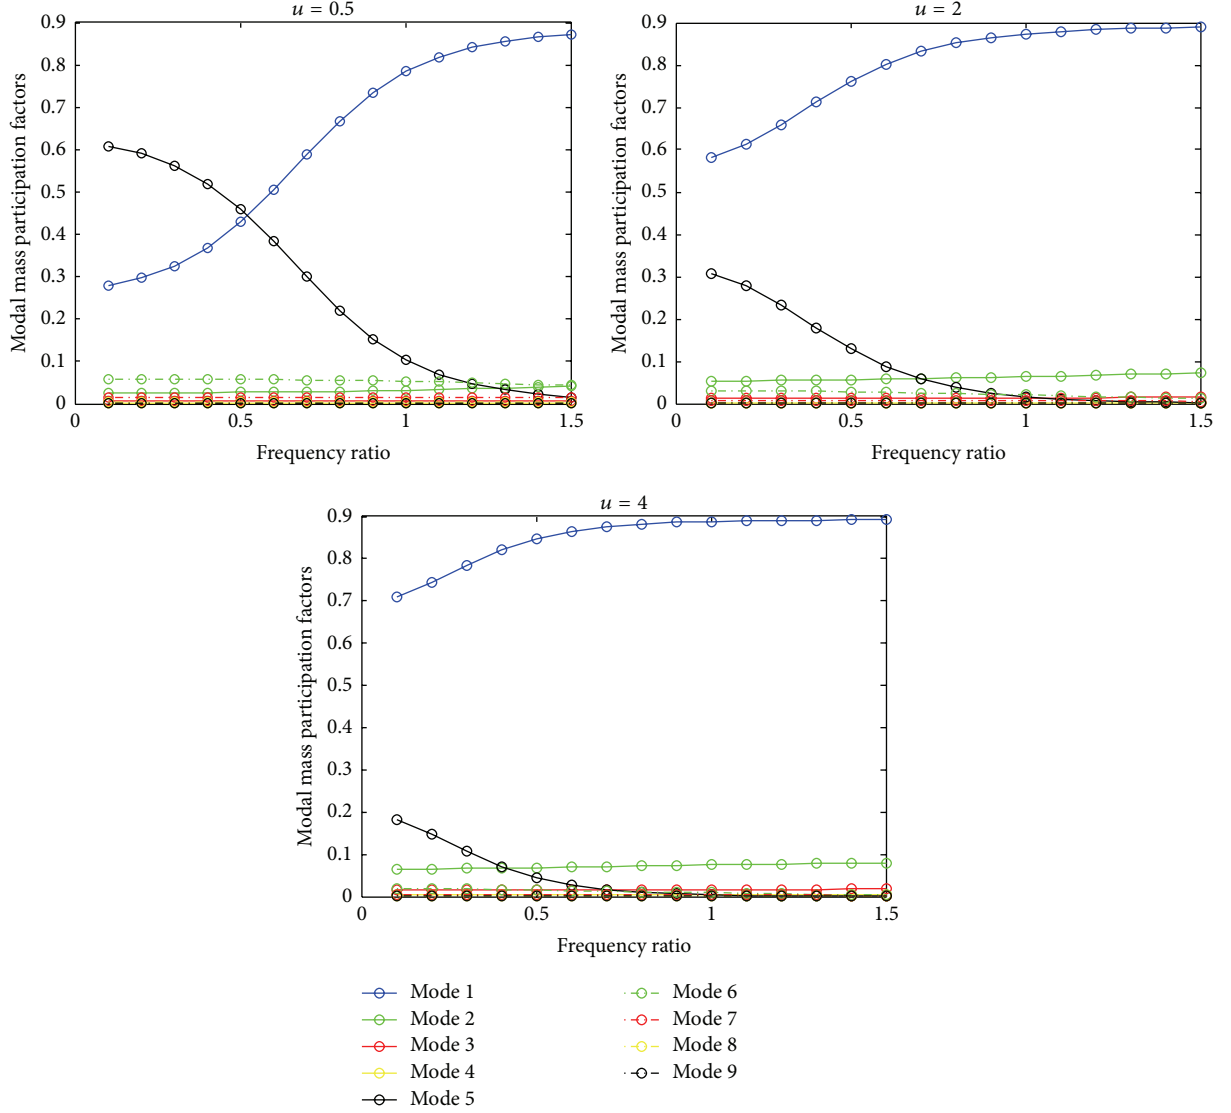 u = 0.5
0.9
0.8
0.7
0.6
0.5
0.4
0.3
0.2
0.1
0
Modal mass participation factors
0 0.5 1 1.5
Frequency ratio
u = 2
0.9
0.8
0.7
0.6
0.5
0.4
0.3
0.2
0.1
0
Modal mass participation factors
0 0.5 1 1.5
Frequency ratio
u = 4
0.9
0.8
0.7
0.6
0.5
0.4
0.3
0.2
0.1
0
Modal mass participation factors
0 0.5 1 1.5
Frequency ratio
Mode 1
Mode 2
Mode 3
Mode 4
Mode 5
Mode 6
Mode 7
Mode 8
Mode 9